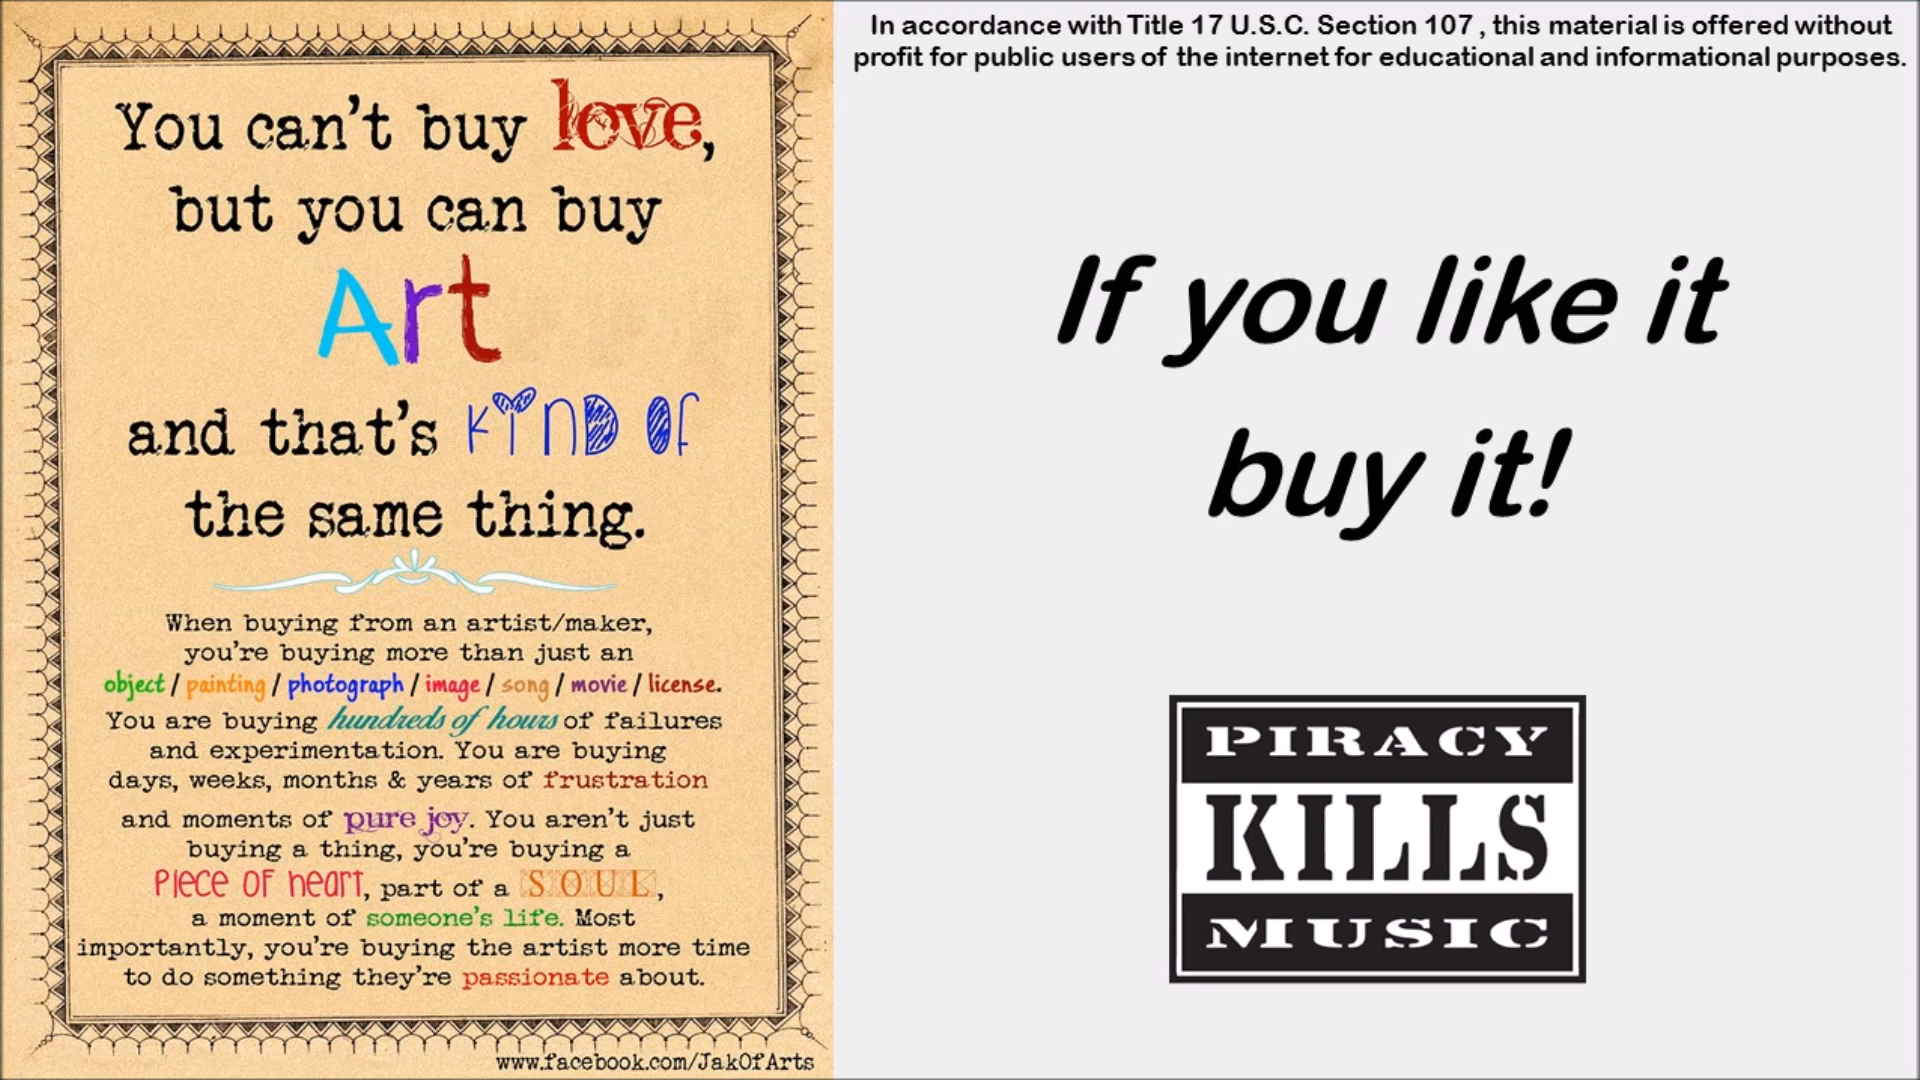 You can't buy love,
but you can buy
Art
and that's kind of
the same thing.
When buying from an artist/maker,
you're buying more than just an
object / painting / photograph / image / song / movie / license.
You are buying hundreds of hours of failures
and experimentation. You are buying
days, weeks, months & years of frustration
and moments of pure joy. You aren't just
buying a thing, you're buying a
Piece of heart, part of a SOUL,
a moment of someone's life. Most
importantly, you're buying the artist more time
to do something they're passionate about.
www.facebook.com/JakOfArts
In accordance with Title 17 U.S.C. Section 107, this material is offered without
profit for public users of the internet for educational and informational purposes.
If you like it
buy it!
PIRACY
KILLS
MUSIC